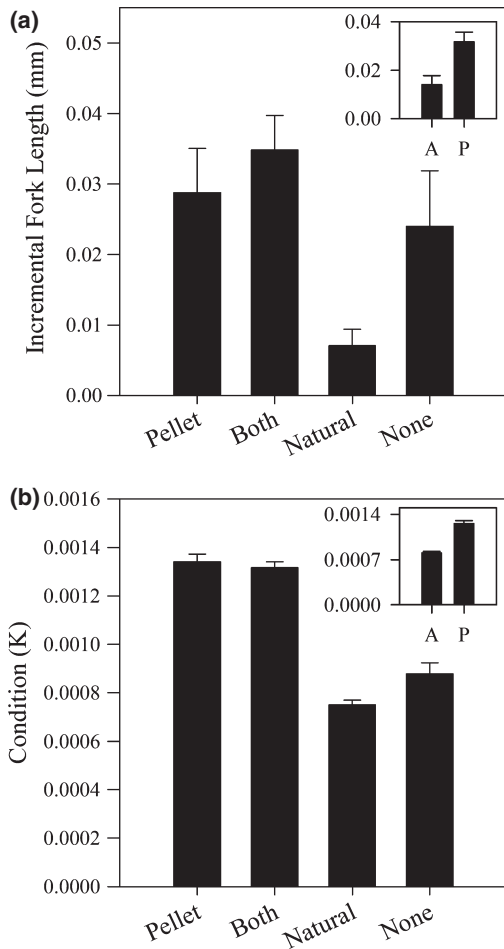 (a)
Incremental Fork Length (mm)
0.05
0.04
0.03
0.02
0.01
0.00
0.04
0.02
0.00
A P
Pellet Both Natural None
(b)
Condition (K)
0.0016
0.0014
0.0012
0.0010
0.0008
0.0006
0.0004
0.0002
0.0000
0.0014
0.0007
0.0000
A P
Pellet Both Natural None